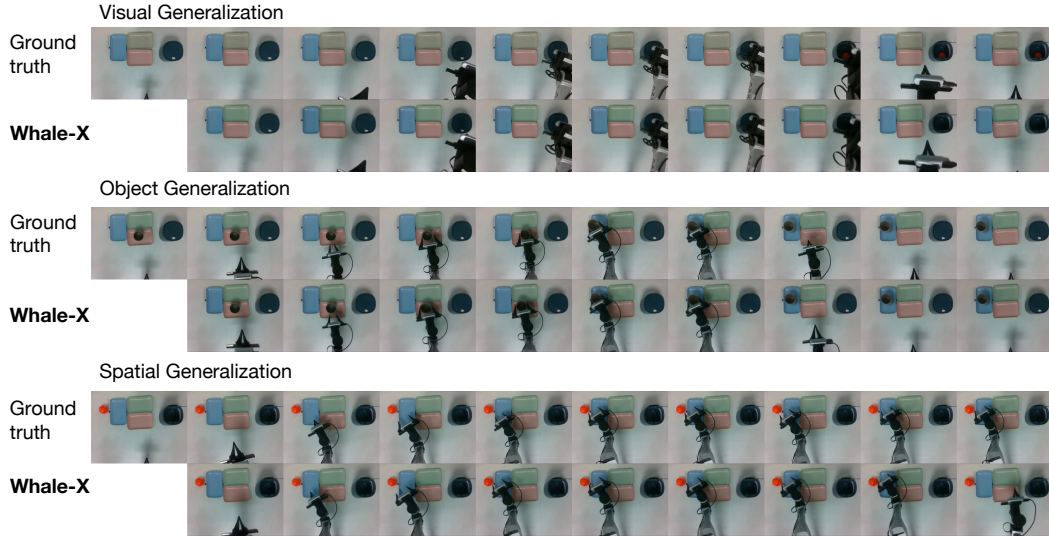 Visual Generalization
Ground
truth
Whale-X
Object Generalization
Ground
truth
Whale-X
Spatial Generalization
Ground
truth
Whale-X